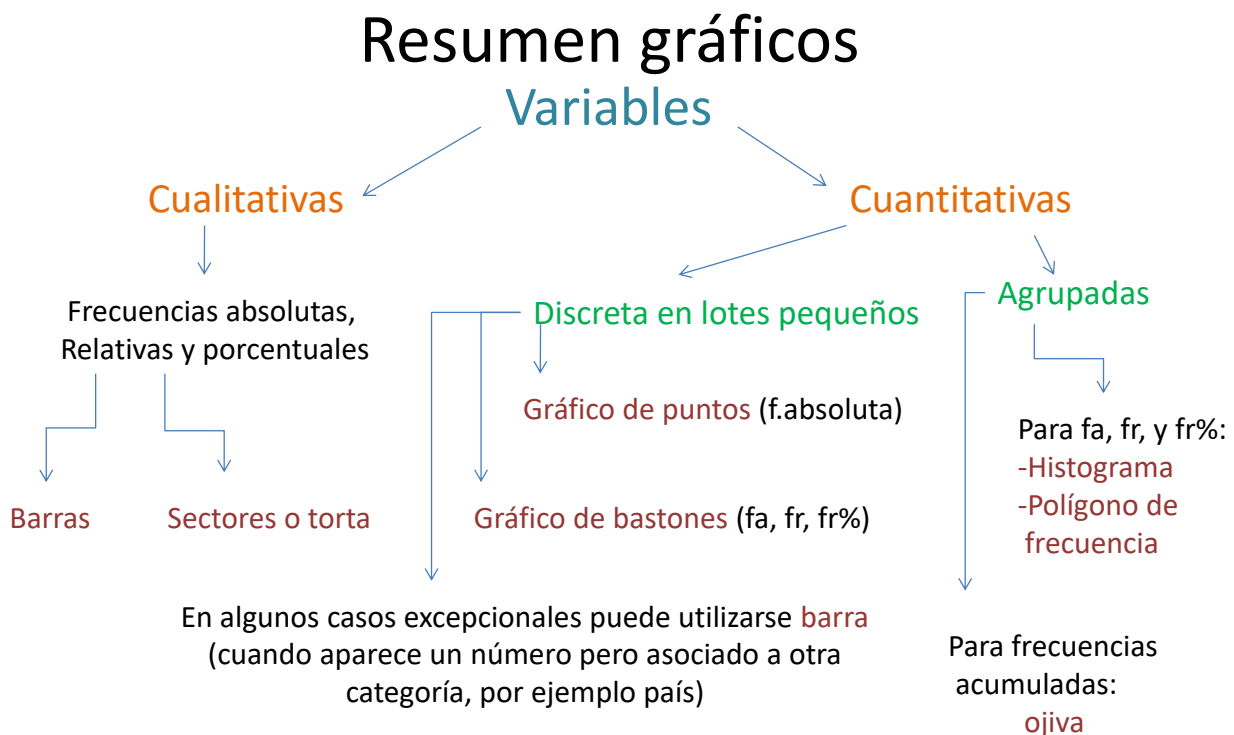 Resumen gráficos
Variables
Cualitativas
Cuantitativas
Frecuencias absolutas,
Relativas y porcentuales
Barras
Sectores o torta
Discreta en lotes pequeños
Gráfico de puntos (f.absoluta)
Gráfico de bastones (fa, fr, fr%)
En algunos casos excepcionales puede utilizarse barra
(cuando aparece un número pero asociado a otra
categoría, por ejemplo país)
Agrupadas
Para fa, fr, y fr%:
-Histograma
-Polígono de
frecuencia
Para frecuencias
acumuladas:
ojiva